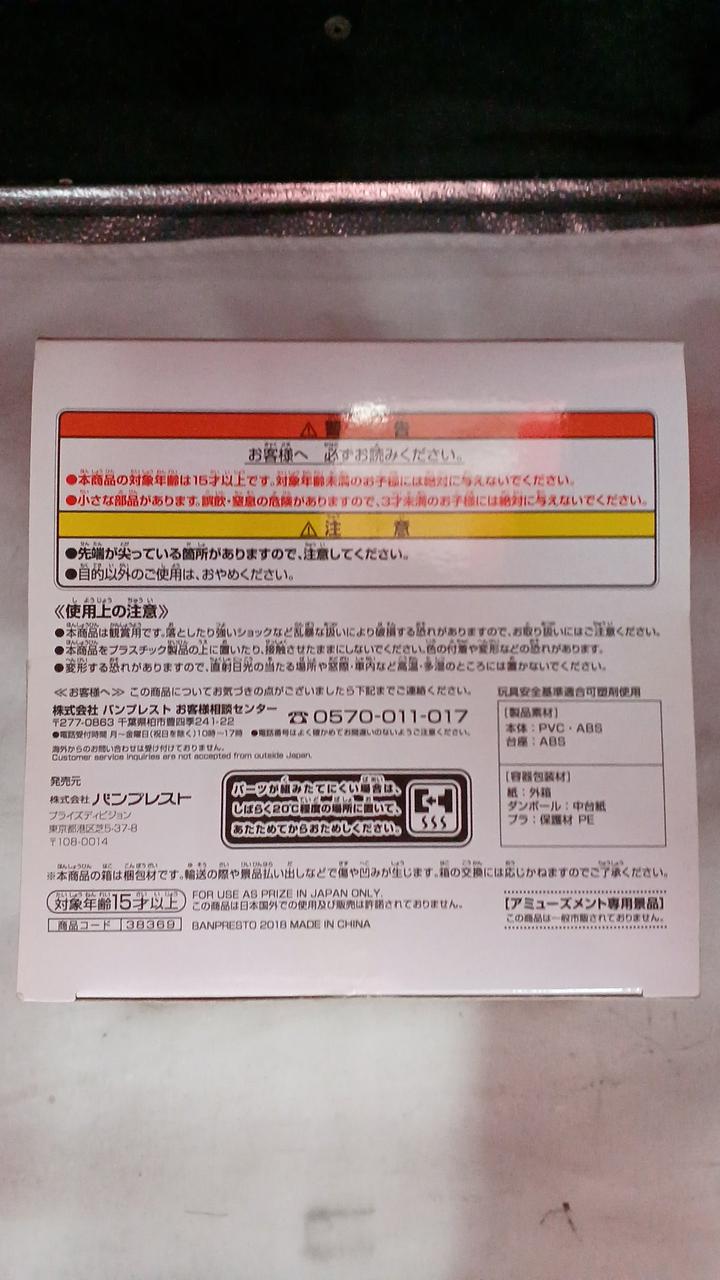 ⚠警 告
お客様へ 必ずお読みください。
●本商品の対象年齢は15才以上です。対象年齢未満のお子様には絶対に与えないでください。
●小さな部品があります。誤飲・窒息の危険がありますので、3才未満のお子様には絶対に与えないでください。
⚠注 意
●先端が尖っている箇所がありますので、注意してください。
●目的以外のご使用は、おやめください。
《使用上の注意》
●本商品は観賞用です。落としたり強いショックなど乱暴な扱いにより破損する恐れがありますので、お取り扱いにはご注意ください。
●本商品をプラスチック製品の上に置いたり、接触させたままにしないでください。色の付着や変形などの恐れがあります。
●変形する恐れがありますので、直射日光の当たる場所や窓際・車内など高温・多湿のところには置かないでください。
≪お客様へ≫ この商品についてお気づきの点がございましたら下記までご連絡ください。
株式会社 バンプレスト お客様相談センター
〒277-0863 千葉県柏市豊四季241-22
☎0570-011-017
●電話受付時間 月～金曜日(祝日を除く)10時～17時 ●電話番号はよく確かめてお間違いのないようご注意ください。
海外からのお問い合わせは受け付けておりません。
Customer service inquiries are not accepted from outside Japan.
玩具安全基準適合可塑剤使用
[製品素材]
本体：PVC・ABS
台座：ABS
[容器包装材]
紙：外箱
ダンボール：中台紙
プラ：保護材 PE
発売元
株式会社 バンプレスト
プライズディビジョン
東京都港区芝5-37-8
〒108-0014
パーツが組みたてにくい場合は、
しばらく20℃程度の場所に置いて、
あたためてからおためしください。
※本商品の箱は梱包材です。輸送の際や景品払い出しなどで傷や凹みが生じます。箱の交換には応じかねますのでご了承ください。
対象年齢15才以上
FOR USE AS PRIZE IN JAPAN ONLY.
この商品は日本国外での使用及び販売は許諾されておりません。
【アミューズメント専用景品】
この商品は一般市販されておりません。
商品コード 38369 BANPRESTO 2018 MADE IN CHINA